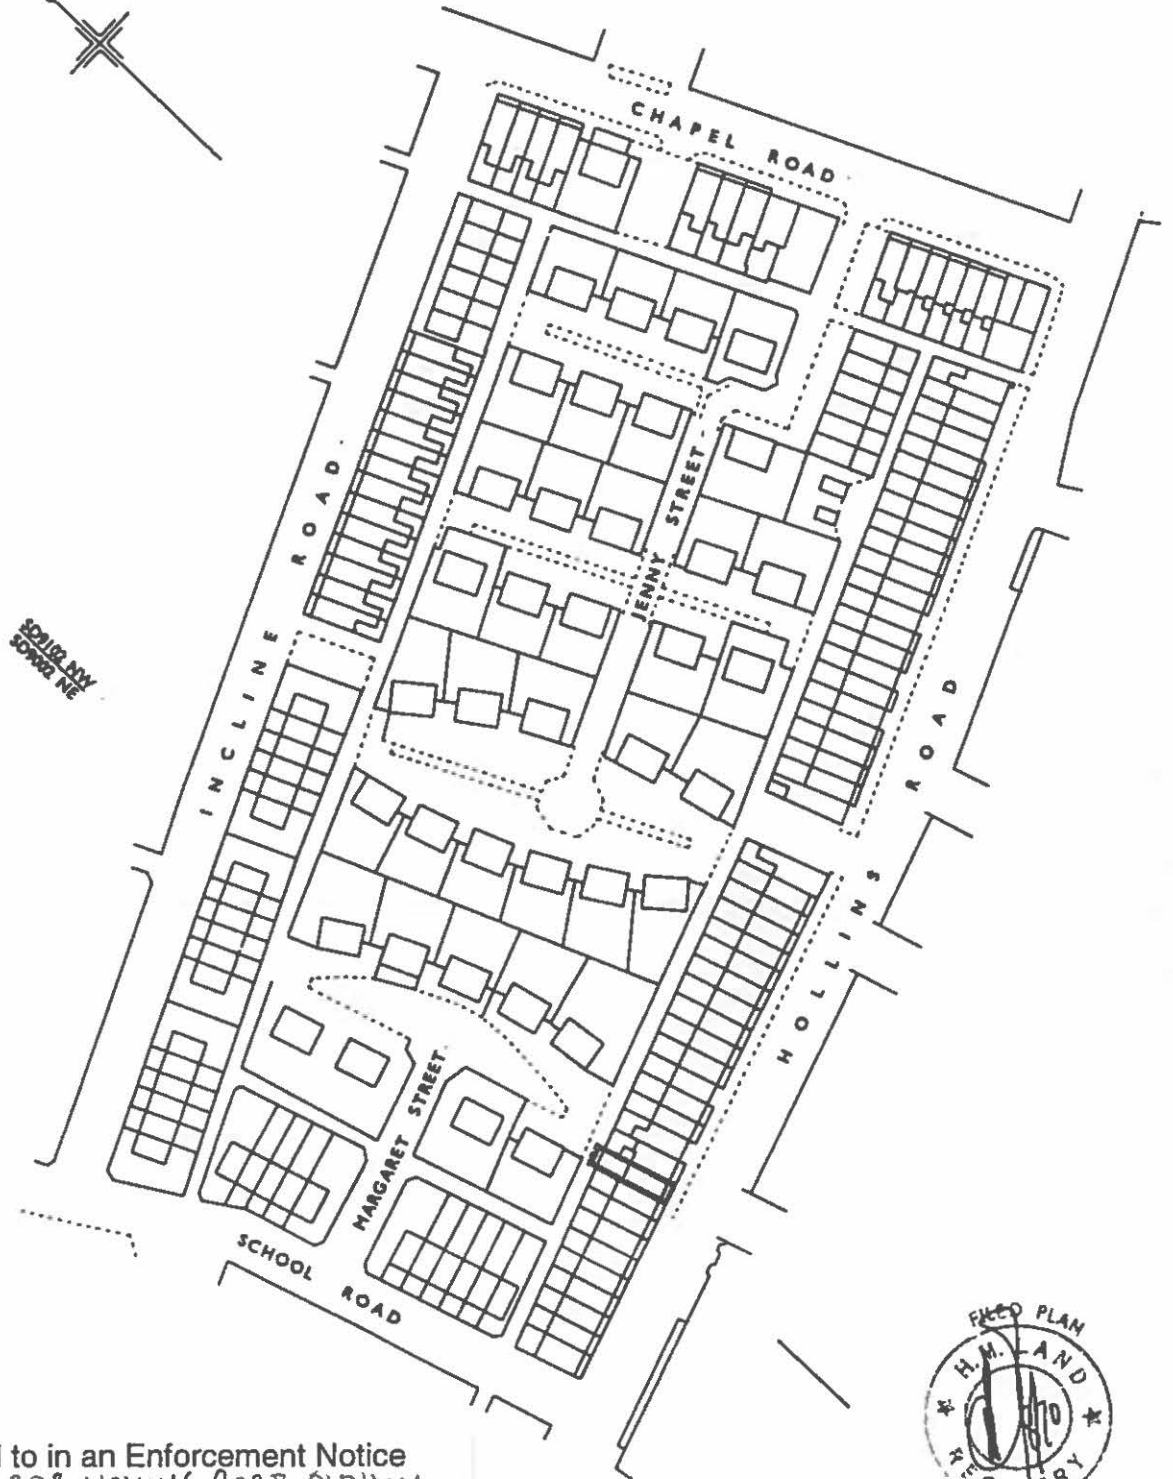 CHAPEL ROAD
INCLINE ROAD
JENNY STREET
HOLLINS ROAD
SD9102 NW
SD9002 NE
MARGARET STREET
SCHOOL ROAD
FILED PLAN
H.M. LAND
to in an Enforcement Notice